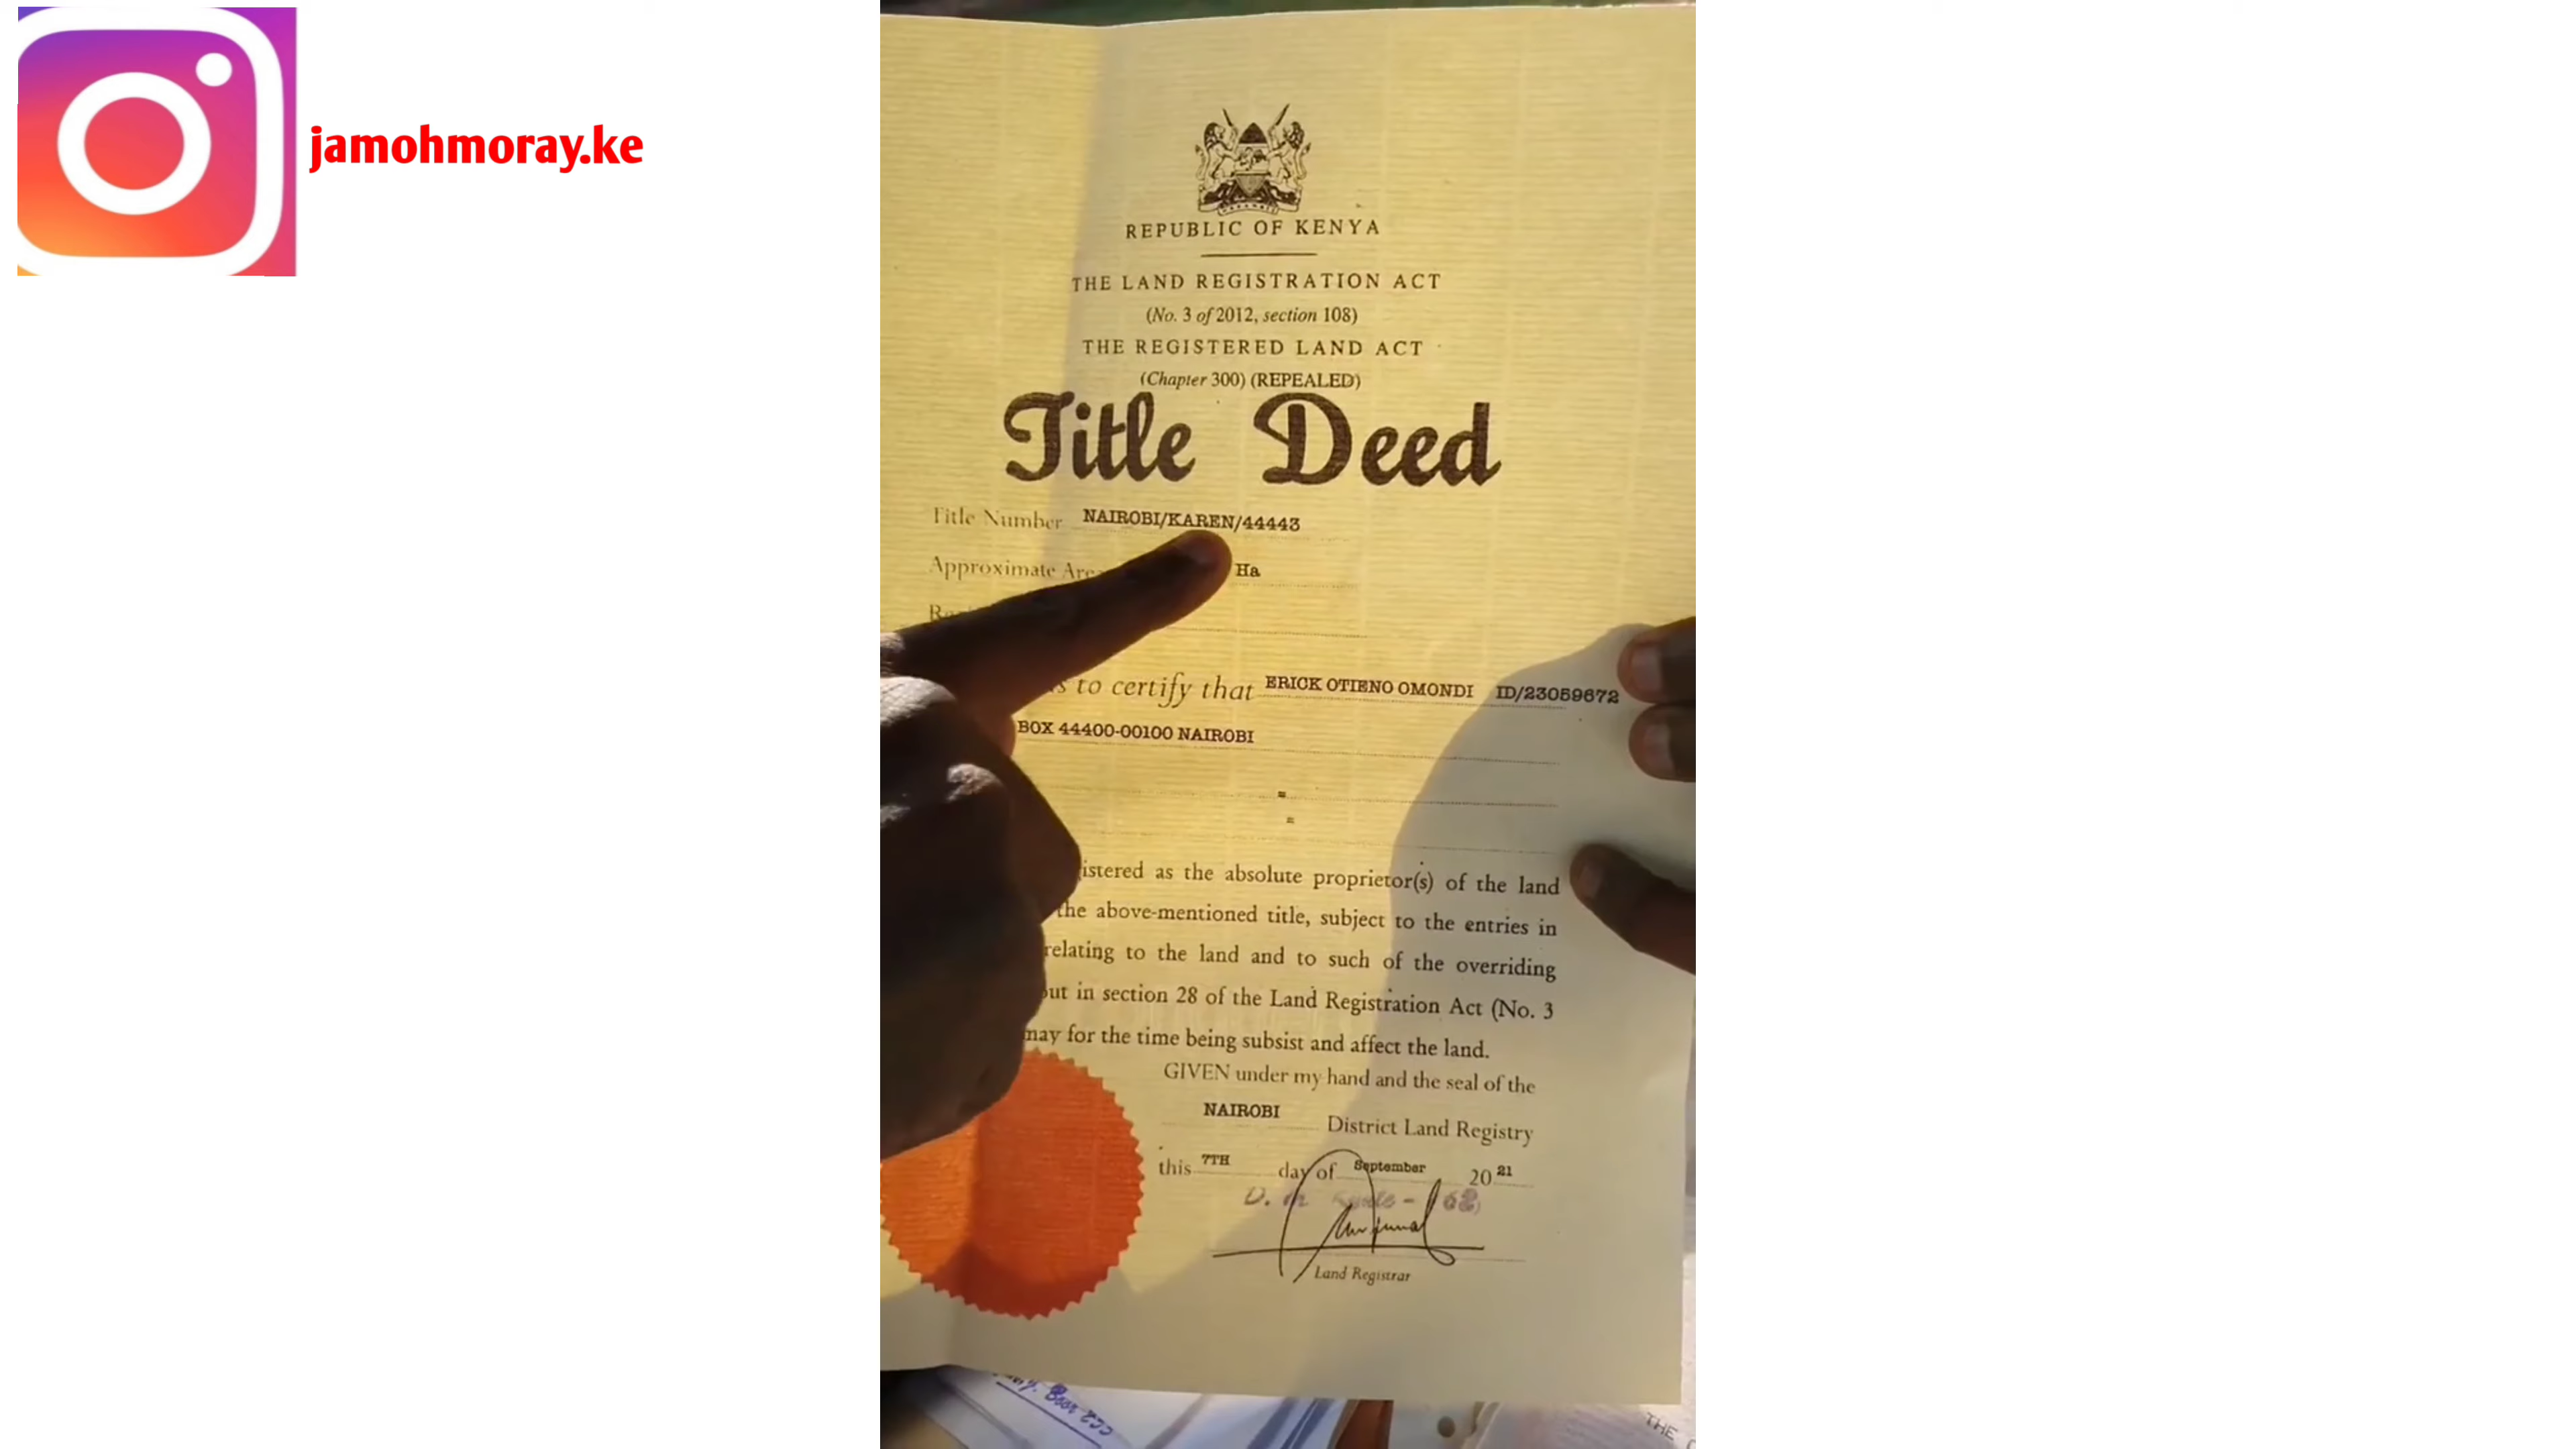 jamohmoray.ke
REPUBLIC OF KENYA
THE LAND REGISTRATION ACT
(No. 3 of 2012, section 108)
THE REGISTERED LAND ACT
(Chapter 300) (REPEALED)
Title Deed
Title Number NAIROBI/KAREN/44443
Approximate Ha
to certify that ERICK OTIENO OMONDI ID/23059672
BOX 44400-00100 NAIROBI
=
=
istered as the absolute proprietor(s) of the land
the above-mentioned title, subject to the entries in
relating to the land and to such of the overriding
out in section 28 of the Land Registration Act (No. 3
may for the time being subsist and affect the land.
GIVEN under my hand and the seal of the
NAIROBI District Land Registry
this 7TH day of September 20 21
Land Registrar
THE